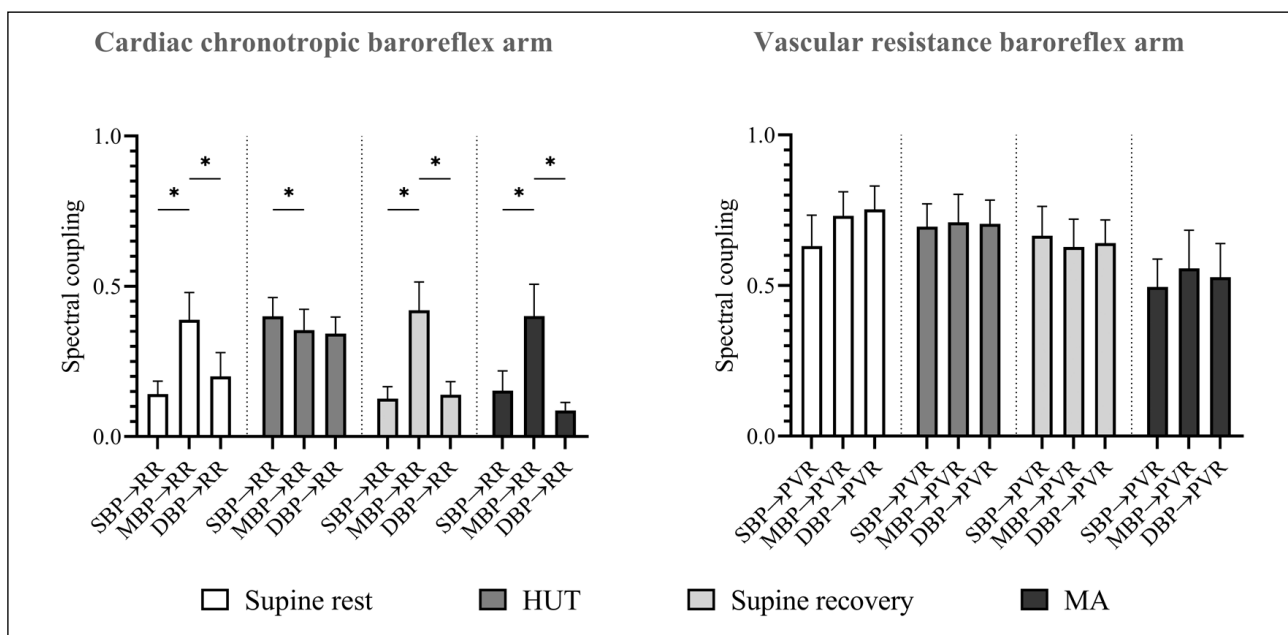 Cardiac chronotropic baroreflex arm
Vascular resistance baroreflex arm
Spectral coupling
1.0
0.5
0.0
*
*
*
*
*
*
*
SBP→RR
MBP→RR
DBP→RR
SBP→RR
MBP→RR
DBP→RR
SBP→RR
MBP→RR
DBP→RR
SBP→RR
MBP→RR
DBP→RR
Spectral coupling
1.0
0.5
0.0
SBP→PVR
MBP→PVR
DBP→PVR
SBP→PVR
MBP→PVR
DBP→PVR
SBP→PVR
MBP→PVR
DBP→PVR
SBP→PVR
MBP→PVR
DBP→PVR
Supine rest
HUT
Supine recovery
MA